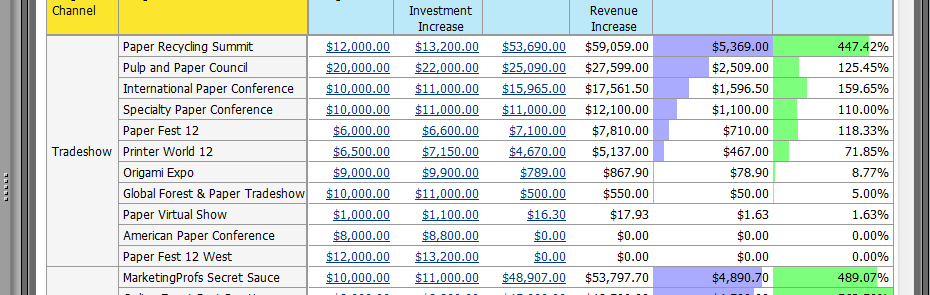 Channel
Investment
Increase
Revenue
Increase
Tradeshow
Paper Recycling Summit $12,000.00 $13,200.00 $53,690.00 $59,059.00 $5,369.00 447.42%
Pulp and Paper Council $20,000.00 $22,000.00 $25,090.00 $27,599.00 $2,509.00 125.45%
International Paper Conference $10,000.00 $11,000.00 $15,965.00 $17,561.50 $1,596.50 159.65%
Specialty Paper Conference $10,000.00 $11,000.00 $11,000.00 $12,100.00 $1,100.00 110.00%
Paper Fest 12 $6,000.00 $6,600.00 $7,100.00 $7,810.00 $710.00 118.33%
Printer World 12 $6,500.00 $7,150.00 $4,670.00 $5,137.00 $467.00 71.85%
Origami Expo $9,000.00 $9,900.00 $789.00 $867.90 $78.90 8.77%
Global Forest & Paper Tradeshow $10,000.00 $11,000.00 $500.00 $550.00 $50.00 5.00%
Paper Virtual Show $1,000.00 $1,100.00 $16.30 $17.93 $1.63 1.63%
American Paper Conference $8,000.00 $8,800.00 $0.00 $0.00 $0.00 0.00%
Paper Fest 12 West $12,000.00 $13,200.00 $0.00 $0.00 $0.00 0.00%
MarketingProfs Secret Sauce $10,000.00 $11,000.00 $48,907.00 $53,797.70 $4,890.70 489.07%